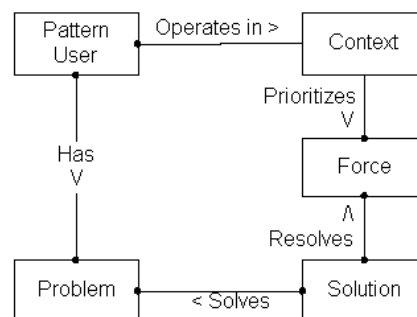 Pattern
User
Operates in >
Context
Prioritizes
V
Has
V
Force
Λ
Resolves
Problem
< Solves
Solution